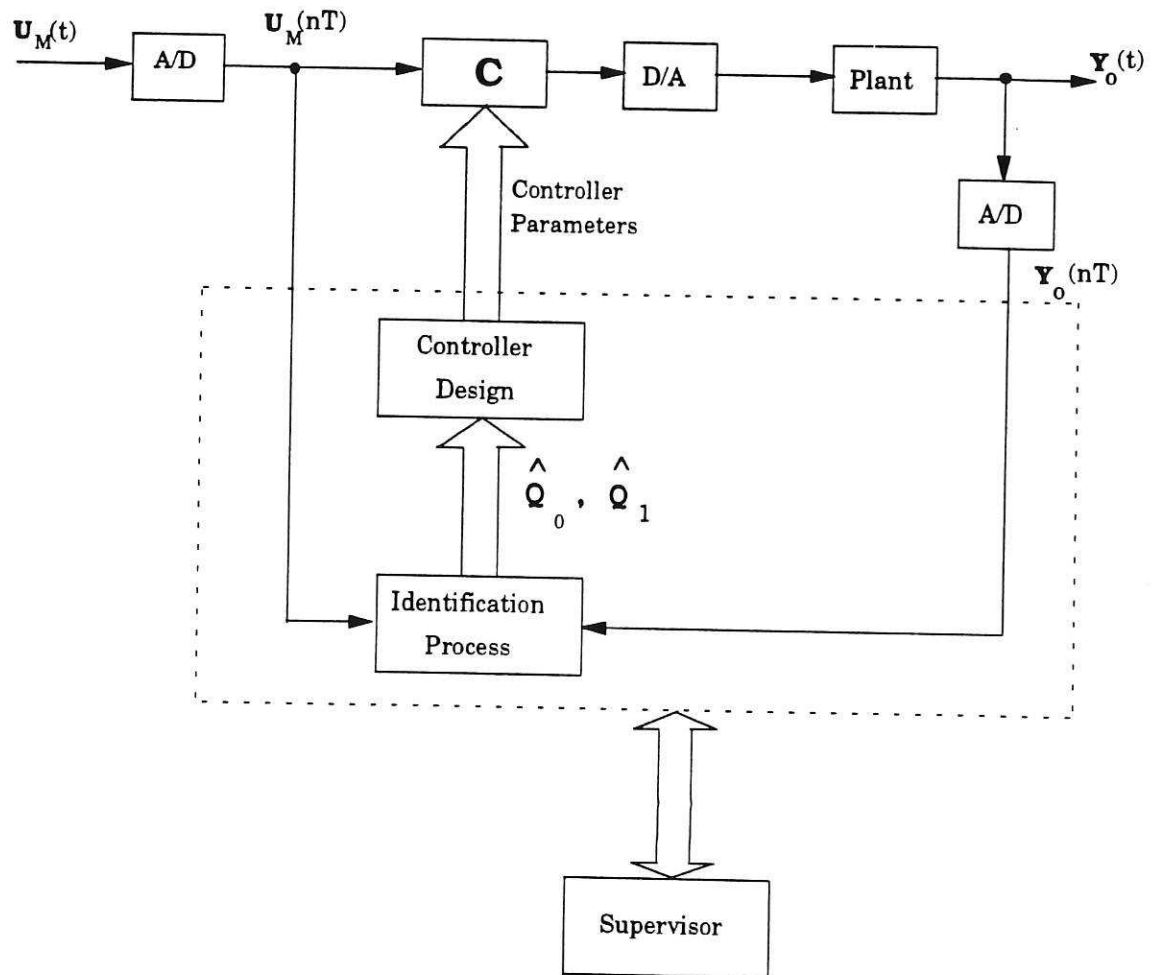 U_M(t)
A/D
U_M(nT)
C
D/A
Plant
Y_o(t)
Controller
Parameters
A/D
Y_o(nT)
Controller
Design
Q̂_0 , Q̂_1
Identification
Process
Supervisor